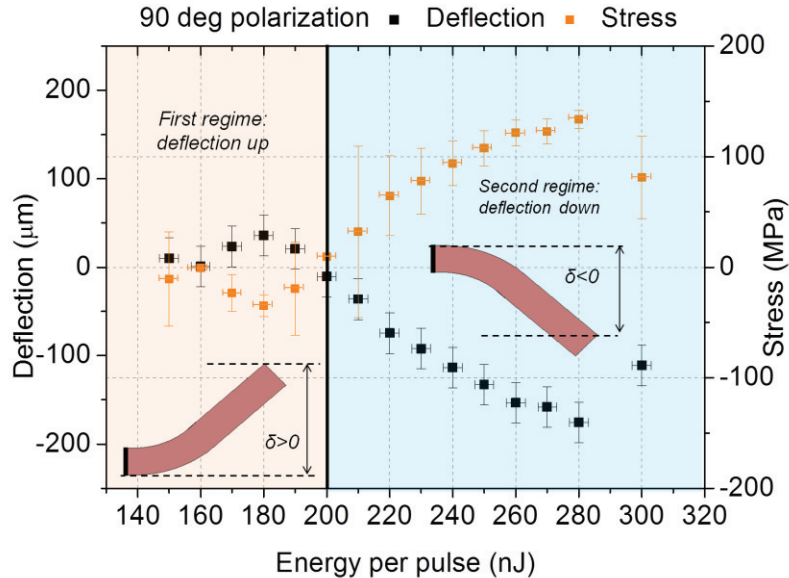 90 deg polarization ■ Deflection ■ Stress
Deflection (μm)
200
100
0
-100
-200
First regime:
deflection up
Second regime:
deflection down
δ>0
δ<0
200
100
0
-100
-200
Stress (MPa)
140 160 180 200 220 240 260 280 300 320
Energy per pulse (nJ)